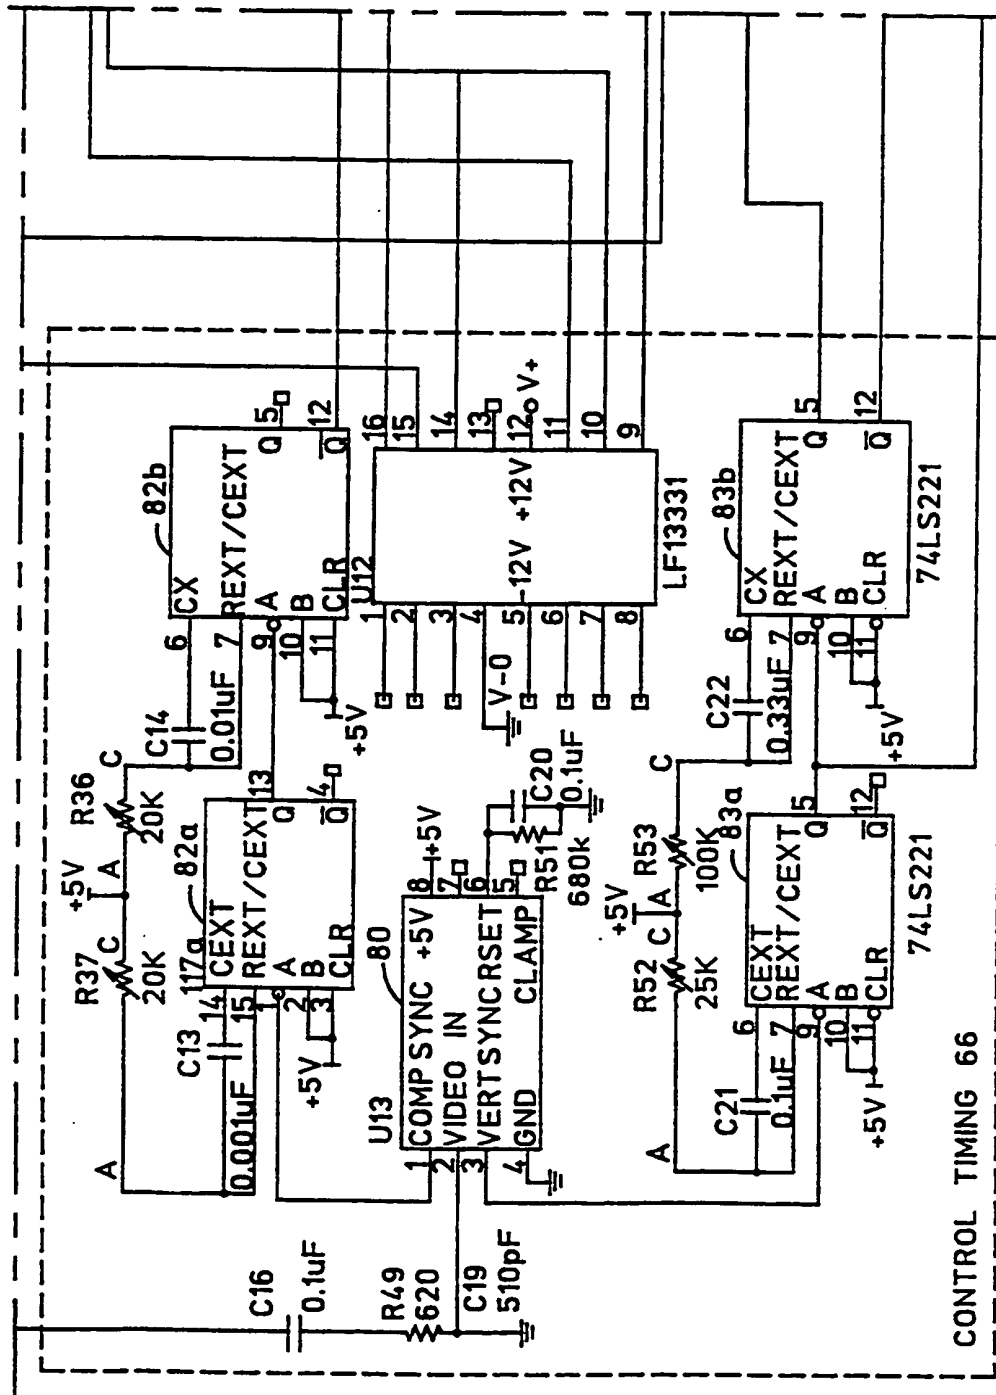 C16
0.1uF
R49
620
C19
510pF
A
R37
20K
C
+5V
A
R36
20K
C
C13
0.001uF
14
15
1
2
3
+5V
117a
82a
CEXT
REXT/CEXT
A
B
CLR
Q
Q
13
4
C14
0.01uF
6
7
9
10
11
+5V
82b
CX
REXT/CEXT
A
B
CLR
Q
Q
5
12
U13
80
COMP SYNC +5V
VIDEO IN
VERT SYNC RSET
GND CLAMP
1
2
3
4
8
7
6
5
+5V
R51
680k
C20
0.1uF
U12
1
2
3
4
5
6
7
8
V-0
-12V +12V
16
15
14
13
12
11
10
9
V+
LF13331
A
R52
25K
C
+5V
A
R53
100K
C
C21
0.1uF
6
7
9
10
11
+5V
83a
CEXT
REXT/CEXT
A
B
CLR
Q
Q
5
12
74LS221
C22
0.33uF
6
7
9
10
11
+5V
83b
CX
REXT/CEXT
A
B
CLR
Q
Q
5
12
74LS221
CONTROL TIMING 66